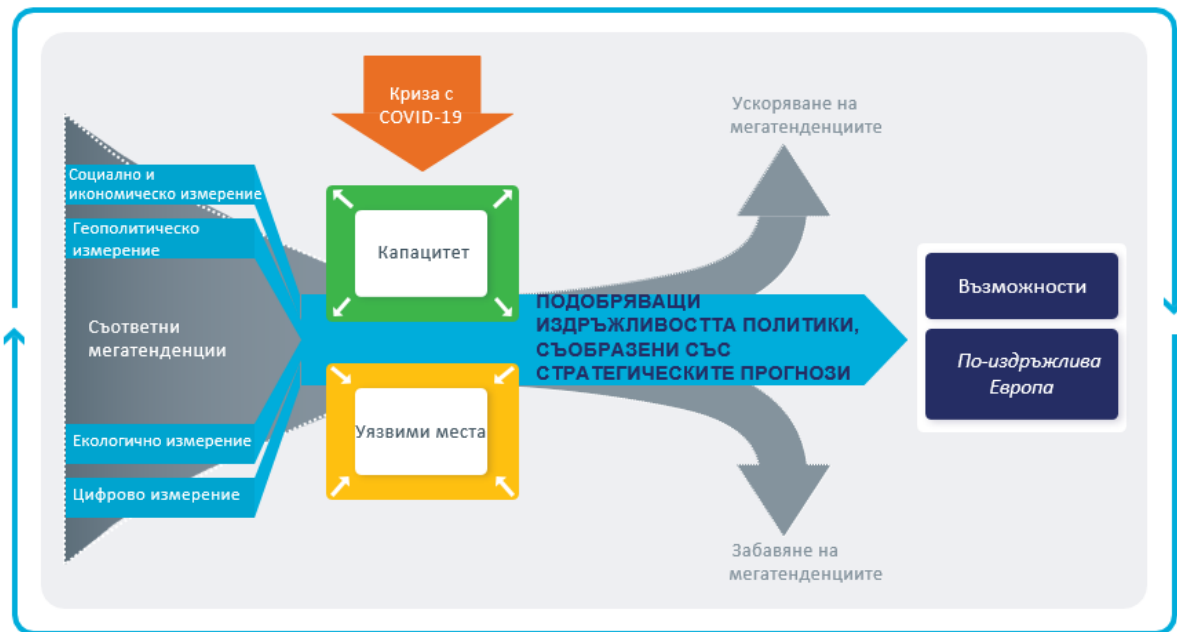 Криза с
COVID-19
Ускоряване на
мегатенденциите
Социално и
икономическо измерение
Геополитическо
измерение
Капацитет
Съответни
мегатенденции
ПОДОБРЯВАЩИ
ИЗДРЪЖЛИВОСТТА ПОЛИТИКИ,
СЪОБРАЗЕНИ СЪС
СТРАТЕГИЧЕСКИТЕ ПРОГНОЗИ
Възможности
По-издръжлива
Европа
Уязвими места
Екологично измерение
Цифрово измерение
Забавяне на
мегатенденциите